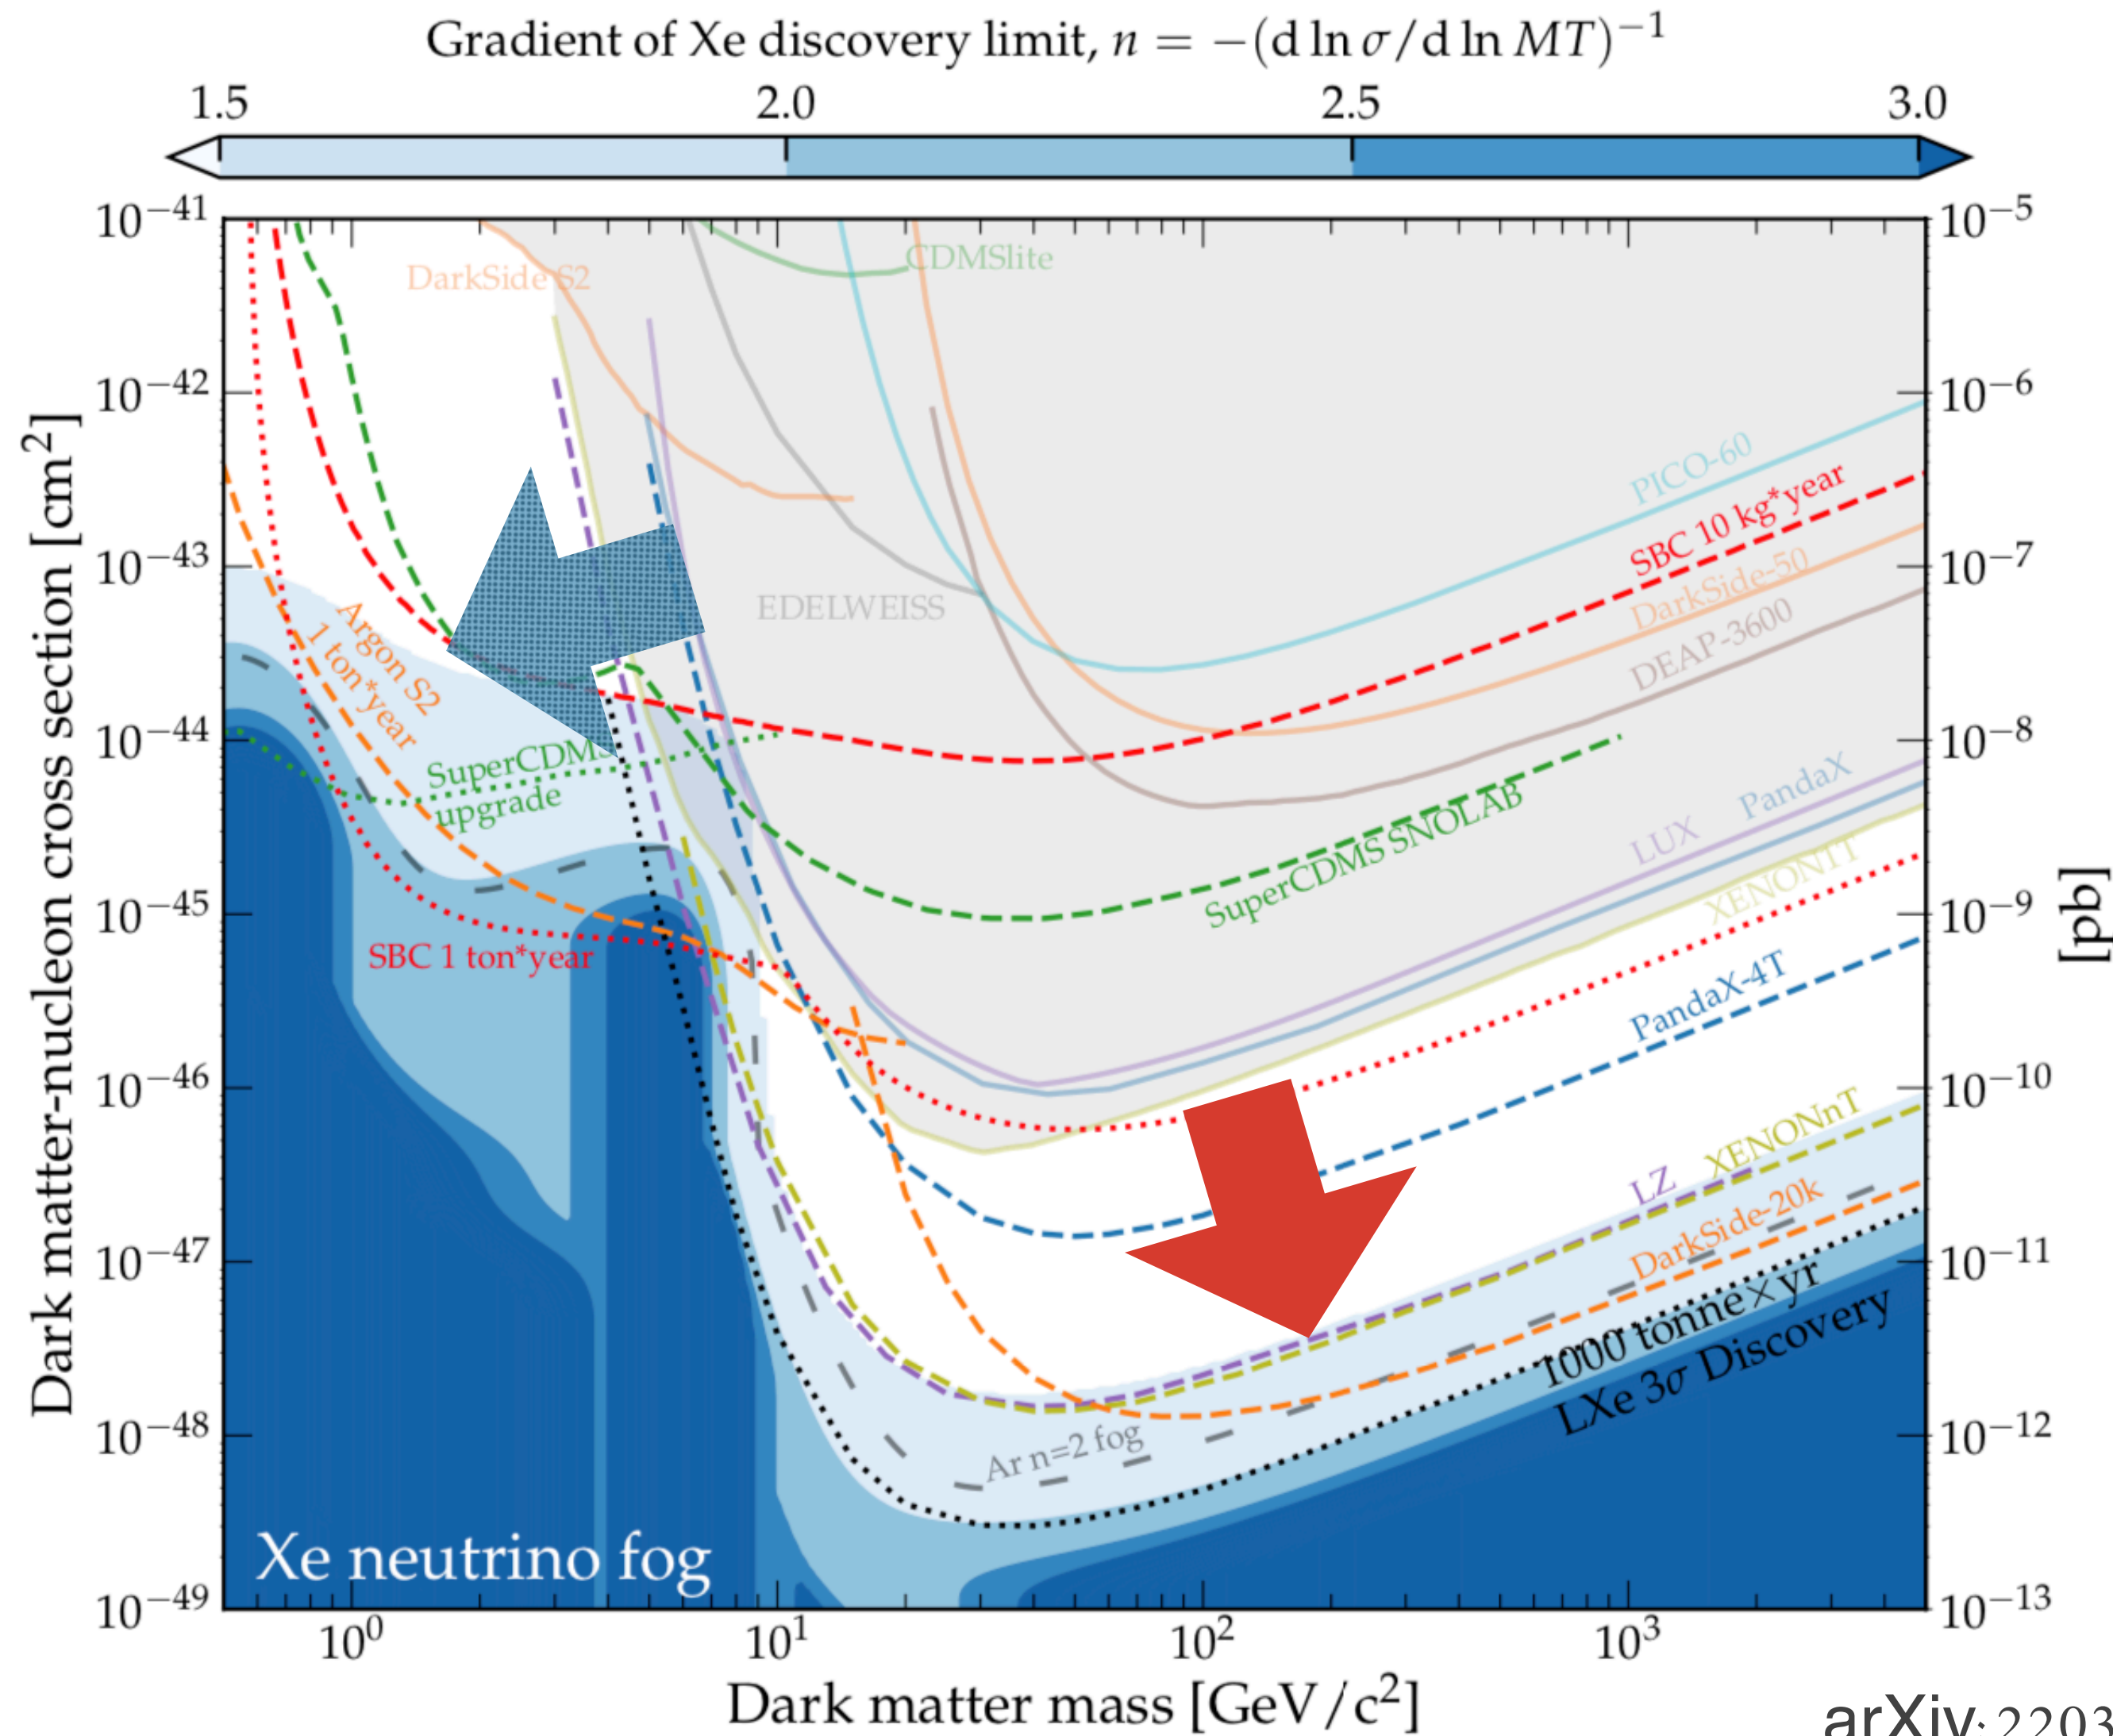 Gradient of Xe discovery limit, n = −(d ln σ/d ln MT)⁻¹
1.5 2.0 2.5 3.0
10⁻⁴¹
10⁻⁴²
10⁻⁴³
10⁻⁴⁴
10⁻⁴⁵
10⁻⁴⁶
10⁻⁴⁷
10⁻⁴⁸
10⁻⁴⁹
Dark matter-nucleon cross section [cm²]
10⁻⁵
10⁻⁶
10⁻⁷
10⁻⁸
10⁻⁹
10⁻¹⁰
10⁻¹¹
10⁻¹²
10⁻¹³
[pb]
CDMSlite
DarkSide S2
PICO-60
SBC 10 kg*year
DarkSide-50
EDELWEISS
DEAP-3600
Argon S2
1 ton*year
SuperCDMS
upgrade
PandaX
LUX
SuperCDMS SNOLAB
XENON1T
SBC 1 ton*year
PandaX-4T
XENONnT
LZ
DarkSide-20k
1000 tonne×yr
LXe 3σ Discovery
Ar n=2 fog
Xe neutrino fog
10⁰ 10¹ 10² 10³
Dark matter mass [GeV/c²]
arXiv: 2203